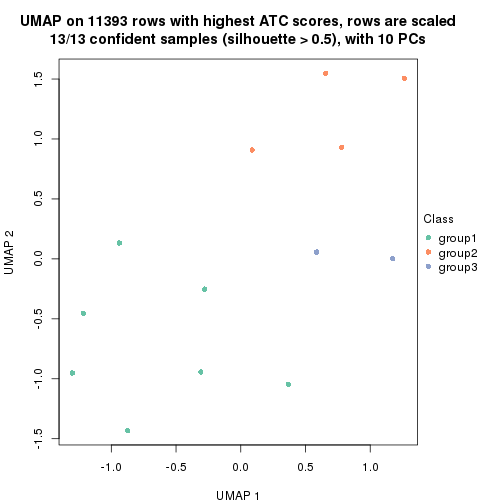 UMAP on 11393 rows with highest ATC scores, rows are scaled
13/13 confident samples (silhouette > 0.5), with 10 PCs
1.5
1.0
0.5
0.0
-0.5
-1.0
-1.5
UMAP 2
-1.0
-0.5
0.0
0.5
1.0
UMAP 1
Class
group1
group2
group3